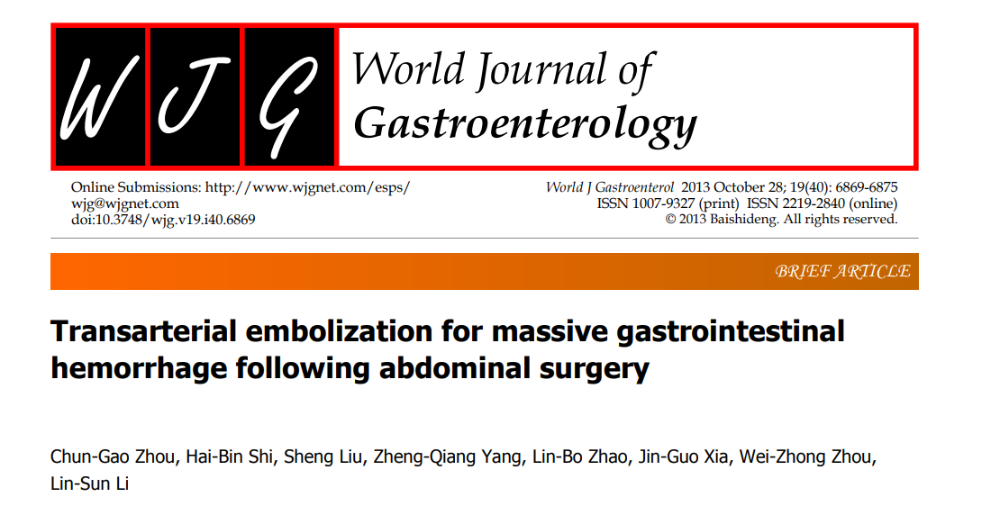 W J G
World Journal of
Gastroenterology
Online Submissions: http://www.wjgnet.com/esps/
wjg@wjgnet.com
doi:10.3748/wjg.v19.i40.6869
World J Gastroenterol 2013 October 28; 19(40): 6869-6875
ISSN 1007-9327 (print) ISSN 2219-2840 (online)
© 2013 Baishideng. All rights reserved.
BRIEF ARTICLE
Transarterial embolization for massive gastrointestinal
hemorrhage following abdominal surgery
Chun-Gao Zhou, Hai-Bin Shi, Sheng Liu, Zheng-Qiang Yang, Lin-Bo Zhao, Jin-Guo Xia, Wei-Zhong Zhou,
Lin-Sun Li